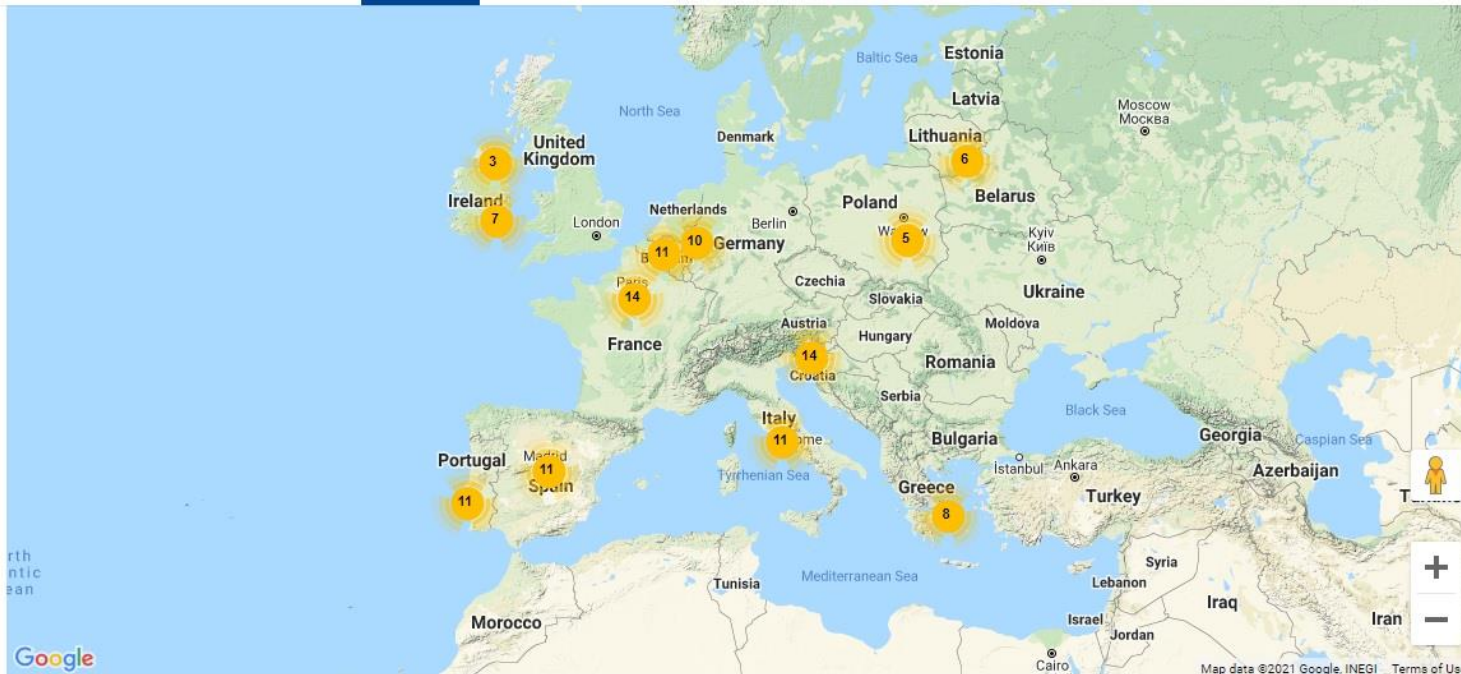 Estonia
Baltic Sea
Latvia
Moscow
Москва
North Sea
Denmark
Lithuania
United
Kingdom
3
6
Ireland
7
Belarus
Poland
Netherlands
London
Berlin
5
Kyiv
Київ
10
11
Germany
Paris
14
Czechia
Slovakia
Ukraine
Austria
Hungary
Moldova
France
14
Croatia
Romania
Serbia
Italy
Black Sea
11
Bulgaria
Georgia
Caspian Sea
Portugal
Madrid
11
Spain
Tyrrhenian Sea
İstanbul
Ankara
Azerbaijan
11
Greece
8
Turkey
Mediterranean Sea
Tunisia
Syria
Lebanon
Iraq
Iran
Israel
Jordan
Morocco
Cairo
Google
Map data ©2021 Google, INEGI
Terms of Us